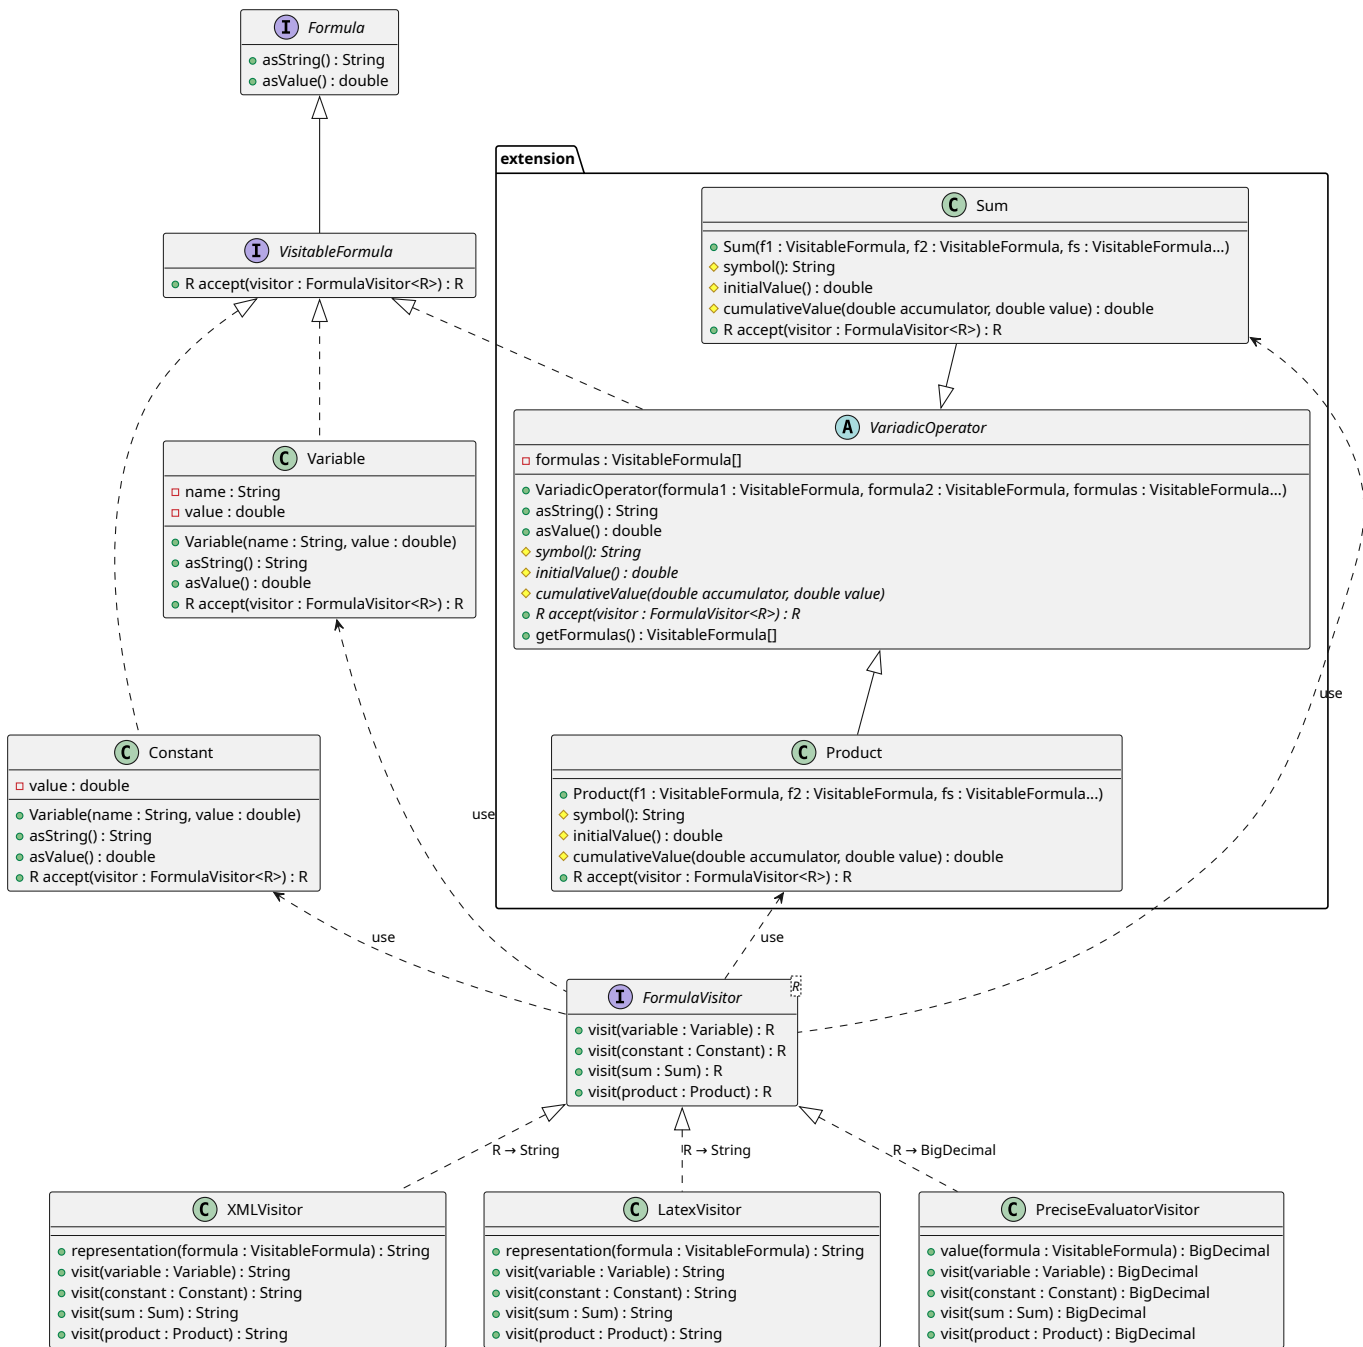 I Formula
asString() : String
asValue() : double
extension
C Sum
Sum(f1 : VisitableFormula, f2 : VisitableFormula, fs : VisitableFormula...)
symbol(): String
initialValue() : double
cumulativeValue(double accumulator, double value) : double
R accept(visitor : FormulaVisitor<R>) : R
I VisitableFormula
R accept(visitor : FormulaVisitor<R>) : R
A VariadicOperator
formulas : VisitableFormula[]
VariadicOperator(formula1 : VisitableFormula, formula2 : VisitableFormula, formulas : VisitableFormula...)
asString() : String
asValue() : double
symbol(): String
initialValue() : double
cumulativeValue(double accumulator, double value)
R accept(visitor : FormulaVisitor<R>) : R
getFormulas() : VisitableFormula[]
C Variable
name : String
value : double
Variable(name : String, value : double)
asString() : String
asValue() : double
R accept(visitor : FormulaVisitor<R>) : R
use
C Constant
value : double
Variable(name : String, value : double)
asString() : String
asValue() : double
R accept(visitor : FormulaVisitor<R>) : R
use
C Product
Product(f1 : VisitableFormula, f2 : VisitableFormula, fs : VisitableFormula...)
symbol(): String
initialValue() : double
cumulativeValue(double accumulator, double value) : double
R accept(visitor : FormulaVisitor<R>) : R
use
use
I FormulaVisitor R
visit(variable : Variable) : R
visit(constant : Constant) : R
visit(sum : Sum) : R
visit(product : Product) : R
R → String
R → String
R → BigDecimal
C XMLVisitor
representation(formula : VisitableFormula) : String
visit(variable : Variable) : String
visit(constant : Constant) : String
visit(sum : Sum) : String
visit(product : Product) : String
C LatexVisitor
representation(formula : VisitableFormula) : String
visit(variable : Variable) : String
visit(constant : Constant) : String
visit(sum : Sum) : String
visit(product : Product) : String
C PreciseEvaluatorVisitor
value(formula : VisitableFormula) : BigDecimal
visit(variable : Variable) : BigDecimal
visit(constant : Constant) : BigDecimal
visit(sum : Sum) : BigDecimal
visit(product : Product) : BigDecimal